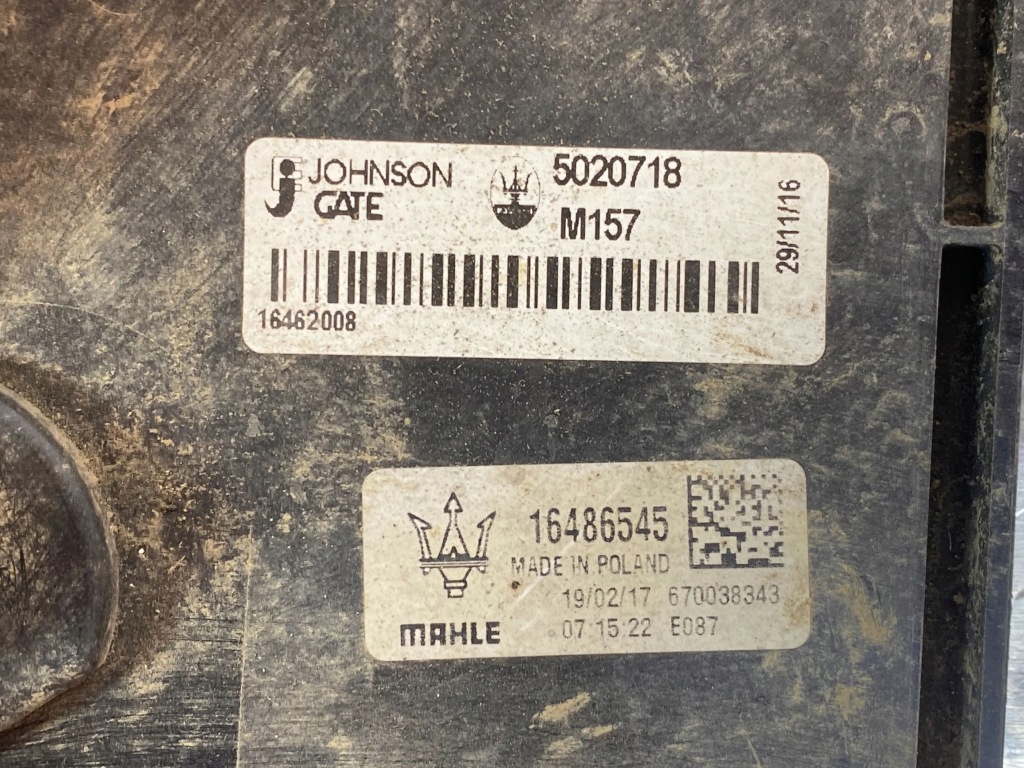 JOHNSON
GATE
5020718
M157
29/11/16
16462008
16486545
MADE IN POLAND
19/02/17 670038343
07:15:22 E087
MAHLE